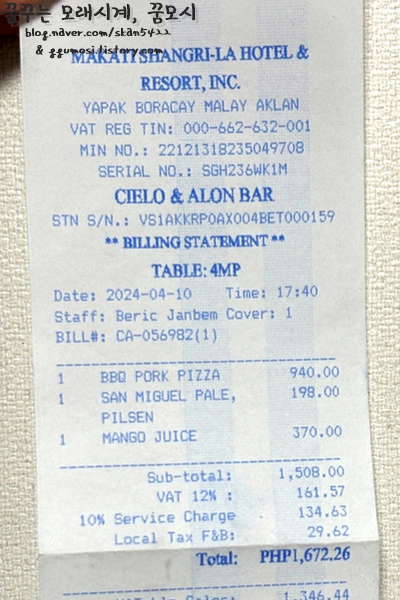 꿈꾸는 모래시계, 꿈모시
blog.naver.com/skan5422
& ggumosi.tistory.com
MAKATI SHANGRI-LA HOTEL &
RESORT, INC.
YAPAK BORACAY MALAY AKLAN
VAT REG TIN: 000-662-632-001
MIN NO.: 22121318235049708
SERIAL NO.: SGH236WK1M
CIELO & ALON BAR
STN S/N.: VS1AKKRPOAX004BET000159
** BILLING STATEMENT **
TABLE: 4MP
Date: 2024-04-10 Time: 17:40
Staff: Beric Janbem Cover: 1
BILL#: CA-056982(1)
1 BBQ PORK PIZZA 940.00
1 SAN MIGUEL PALE, 198.00
PILSEN
1 MANGO JUICE 370.00
Sub-total: 1,508.00
VAT 12% : 161.57
10% Service Charge 134.63
Local Tax F&B: 29.62
Total: PHP1,672.26
1,346.44